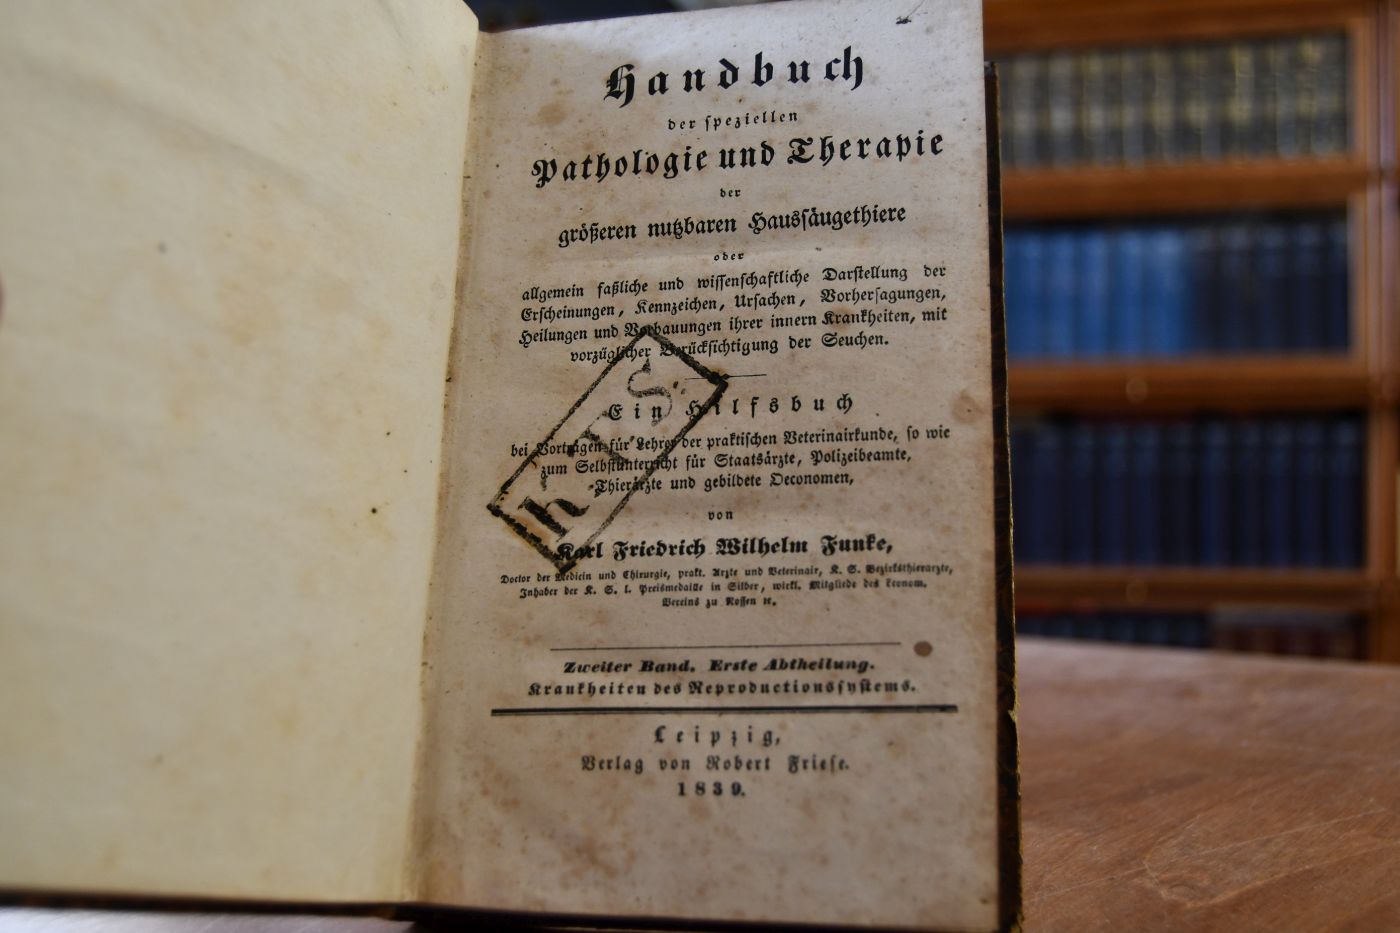 Handbuch
der speziellen
Pathologie und Therapie
der
größeren nutzbaren Haussäugethiere
oder
allgemein faßliche und wissenschaftliche Darstellung der
Erscheinungen, Kennzeichen, Ursachen, Vorhersagungen,
Heilungen und Vorbauungen ihrer innern Krankheiten, mit
vorzüglicher Berücksichtigung der Seuchen.
Ein Hilfsbuch
bei Vorträgen für Lehrer der praktischen Veterinairkunde, so wie
zum Selbstunterricht für Staatsärzte, Polizeibeamte,
Thierärzte und gebildete Oeconomen,
von
Karl Friedrich Wilhelm Funke,
Doctor der Medicin und Chirurgie, prakt. Arzte und Veterinair, K. S. Bezirksthierarzte,
Inhaber der K. S. l. Preismedaille in Silber, wirkl. Mitgliede des Econom.
Vereins zu Rossen ꝛc.
Zweiter Band. Erste Abtheilung.
Krankheiten des Reproductionssystems.
Leipzig,
Verlag von Robert Friese.
1839.